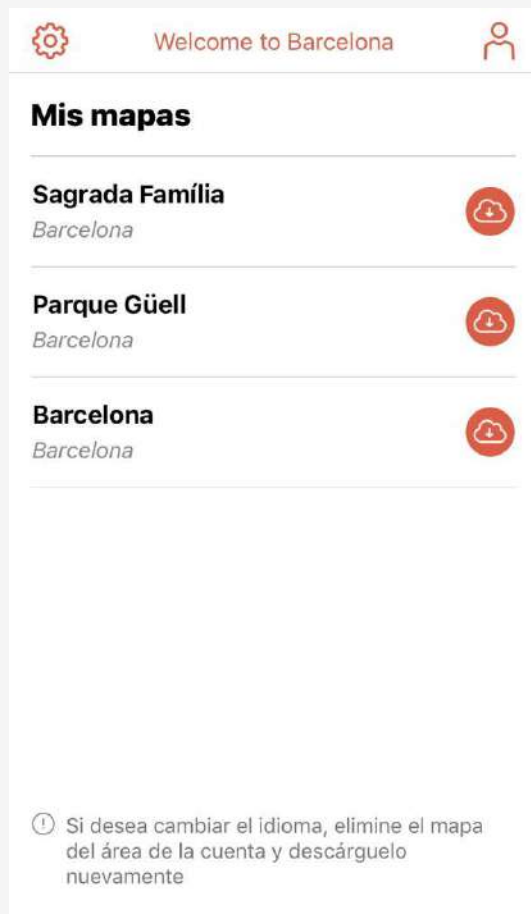 Welcome to Barcelona
Mis mapas
Sagrada Família
Barcelona
Parque Güell
Barcelona
Barcelona
Barcelona
Si desea cambiar el idioma, elimine el mapa
del área de la cuenta y descárguelo
nuevamente